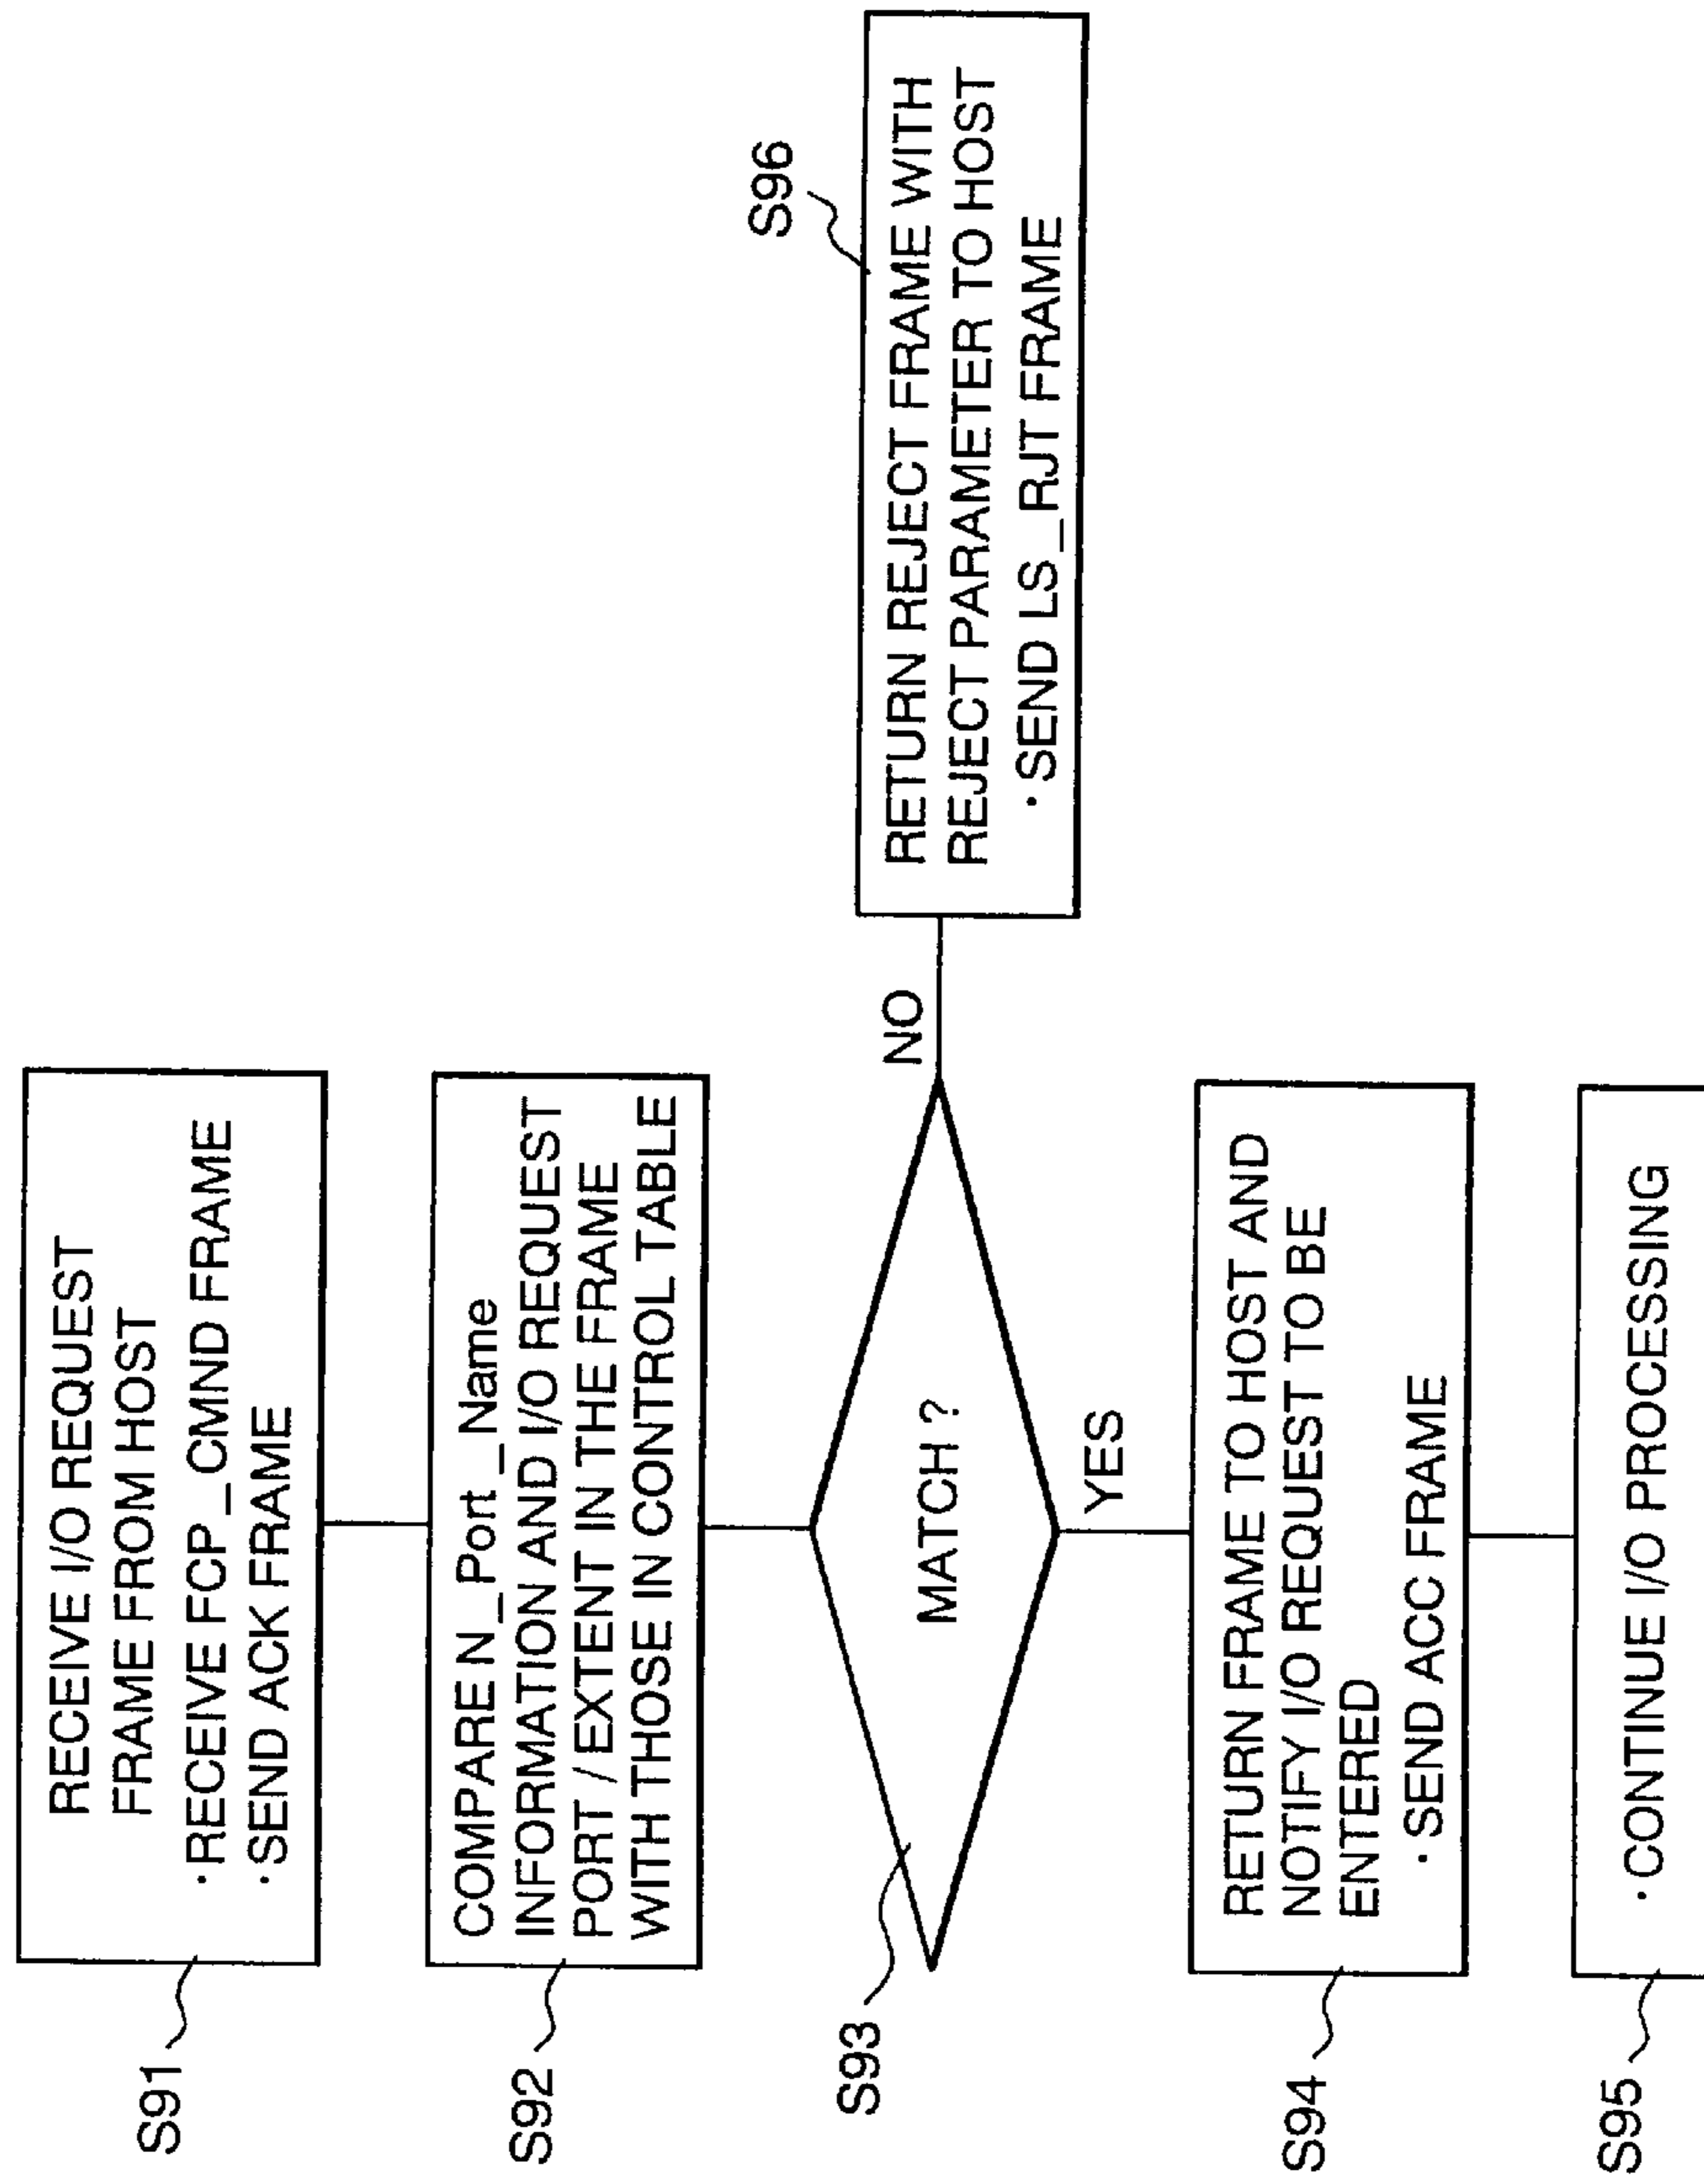 S91
RECEIVE I/O REQUEST
FRAME FROM HOST
·RECEIVE FCP_CMND FRAME
·SEND ACK FRAME
S92
COMPARE N_Port_Name
INFORMATION AND I/O REQUEST
PORT / EXTENT IN THE FRAME
WITH THOSE IN CONTROL TABLE
S93
MATCH ?
NO
YES
S96
RETURN REJECT FRAME WITH
REJECT PARAMETER TO HOST
·SEND LS_RJT FRAME
S94
RETURN FRAME TO HOST AND
NOTIFY I/O REQUEST TO BE
ENTERED
·SEND ACC FRAME
S95
·CONTINUE I/O PROCESSING